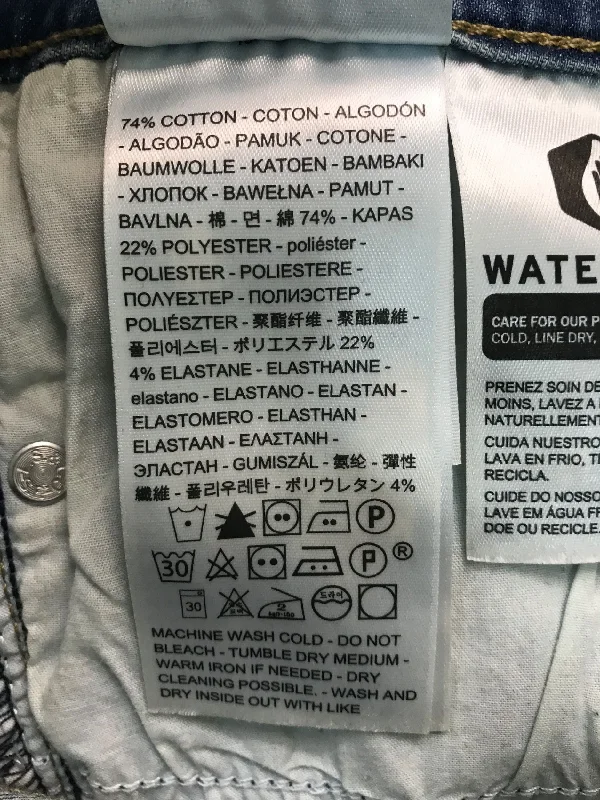 74% COTTON - COTON - ALGODÓN
- ALGODÃO - PAMUK - COTONE -
BAUMWOLLE - KATOEN - BAMBAKI
- ХЛОПОК - BAWEŁNA - PAMUT -
BAVLNA - 棉 - 면 - 綿 74% - KAPAS
22% POLYESTER - poliéster -
POLIESTER - POLIESTERE -
ΠΟΛΥΕΣΤΕΡ - ПОЛИЭСТЕР -
POLIÉSZTER - 聚酯纤维 - 聚酯纖維 -
폴리에스터 - ポリエステル 22%
4% ELASTANE - ELASTHANNE -
elastano - ELASTANO - ELASTAN -
ELASTOMERO - ELASTHAN -
ELASTAAN - ΕΛΑΣΤΑΝΗ -
ЭЛАСТАН - GUMISZÁL - 氨纶 - 彈性
纖維 - 폴리우레탄 - ポリウレタン 4%
P
30 P ®
30 2 드라이
MACHINE WASH COLD - DO NOT
BLEACH - TUMBLE DRY MEDIUM -
WARM IRON IF NEEDED - DRY
CLEANING POSSIBLE. - WASH AND
DRY INSIDE OUT WITH LIKE
WATE
CARE FOR OUR P
COLD, LINE DRY,
PRENEZ SOIN DE
MOINS, LAVEZ A
NATURELLEMENT
CUIDA NUESTRO
LAVA EN FRIO, TI
RECICLA.
CUIDE DO NOSSO
LAVE EM ÁGUA FR
DOE OU RECICLE.